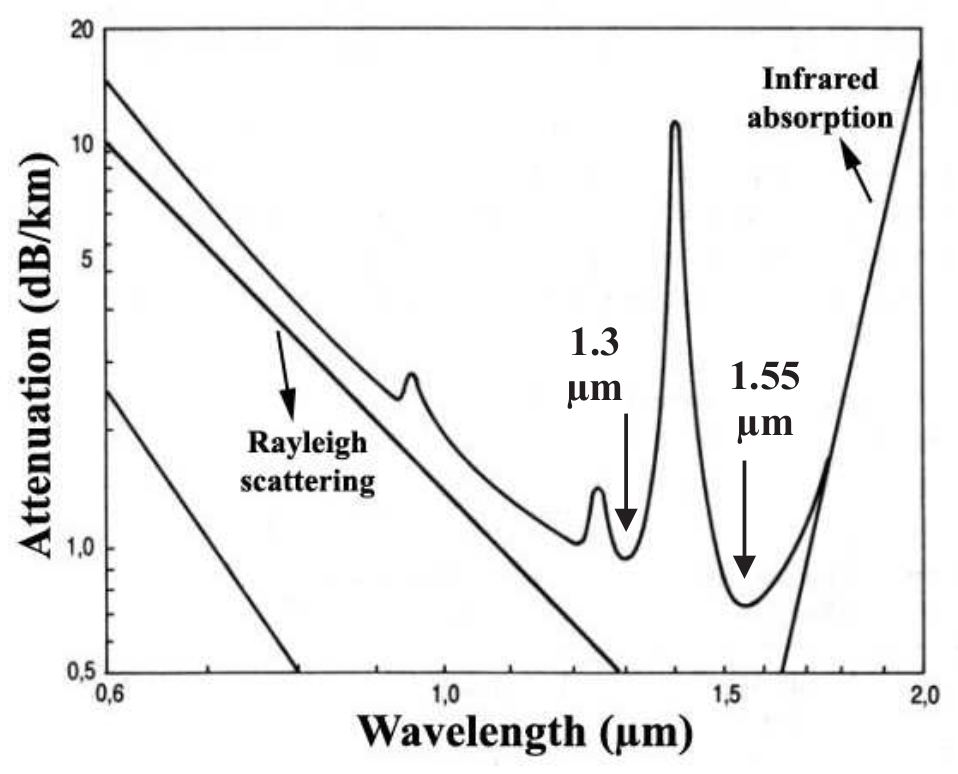 20
10
5
1,0
0,5
Attenuation (dB/km)
Infrared
absorption
1.3
µm
1.55
µm
Rayleigh
scattering
0,6
1,0
1,5
2,0
Wavelength (µm)